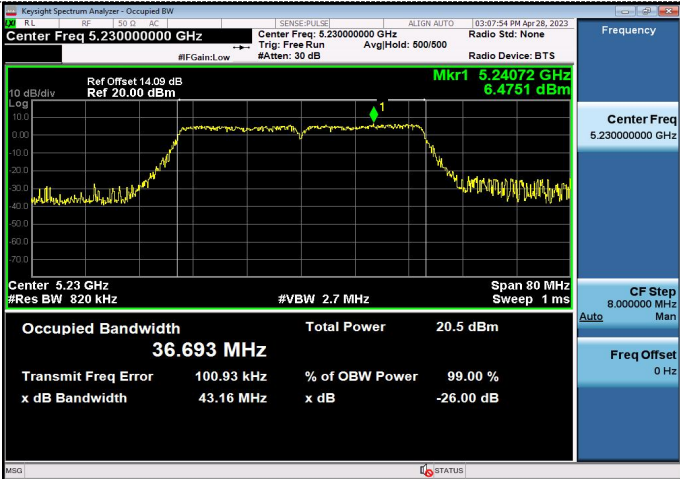 Keysight Spectrum Analyzer - Occupied BW
RL RF 50 Ω AC SENSE:PULSE ALIGN AUTO 03:07:54 PM Apr 28, 2023
Center Freq 5.230000000 GHz
Center Freq: 5.230000000 GHz Radio Std: None
Trig: Free Run Avg|Hold: 500/500
#IFGain:Low #Atten: 30 dB Radio Device: BTS
Frequency
Mkr1 5.24072 GHz
6.4751 dBm
Ref Offset 14.09 dB
10 dB/div Ref 20.00 dBm
Log
1
10.0
0.00
-10.0
-20.0
-30.0
-40.0
-50.0
-60.0
-70.0
Center 5.23 GHz Span 80 MHz
#Res BW 820 kHz #VBW 2.7 MHz Sweep 1 ms
Occupied Bandwidth Total Power 20.5 dBm
36.693 MHz
Transmit Freq Error 100.93 kHz % of OBW Power 99.00 %
x dB Bandwidth 43.16 MHz x dB -26.00 dB
Center Freq
5.230000000 GHz
CF Step
8.000000 MHz
Auto Man
Freq Offset
0 Hz
MSG STATUS